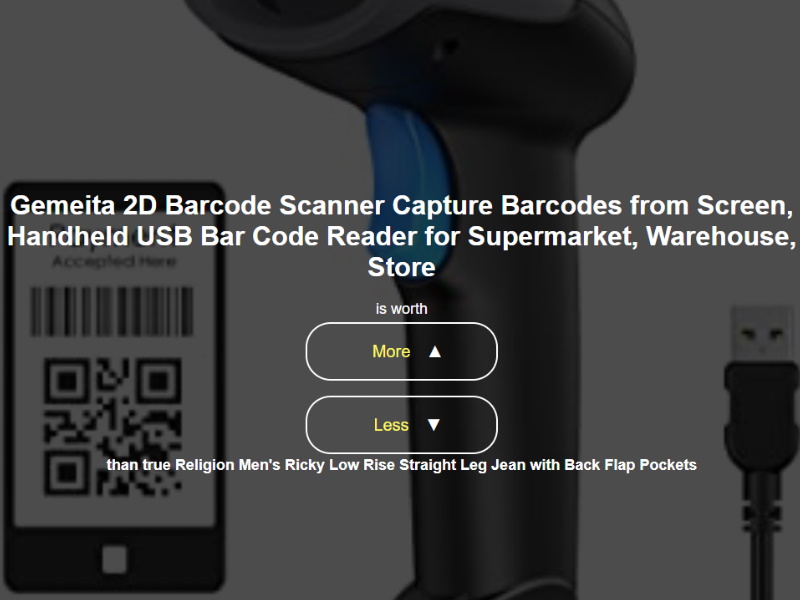 Gemeita 2D Barcode Scanner Capture Barcodes from Screen,
Handheld USB Bar Code Reader for Supermarket, Warehouse,
Store
Accepted Here
is worth
More ▲
Less ▼
than true Religion Men's Ricky Low Rise Straight Leg Jean with Back Flap Pockets